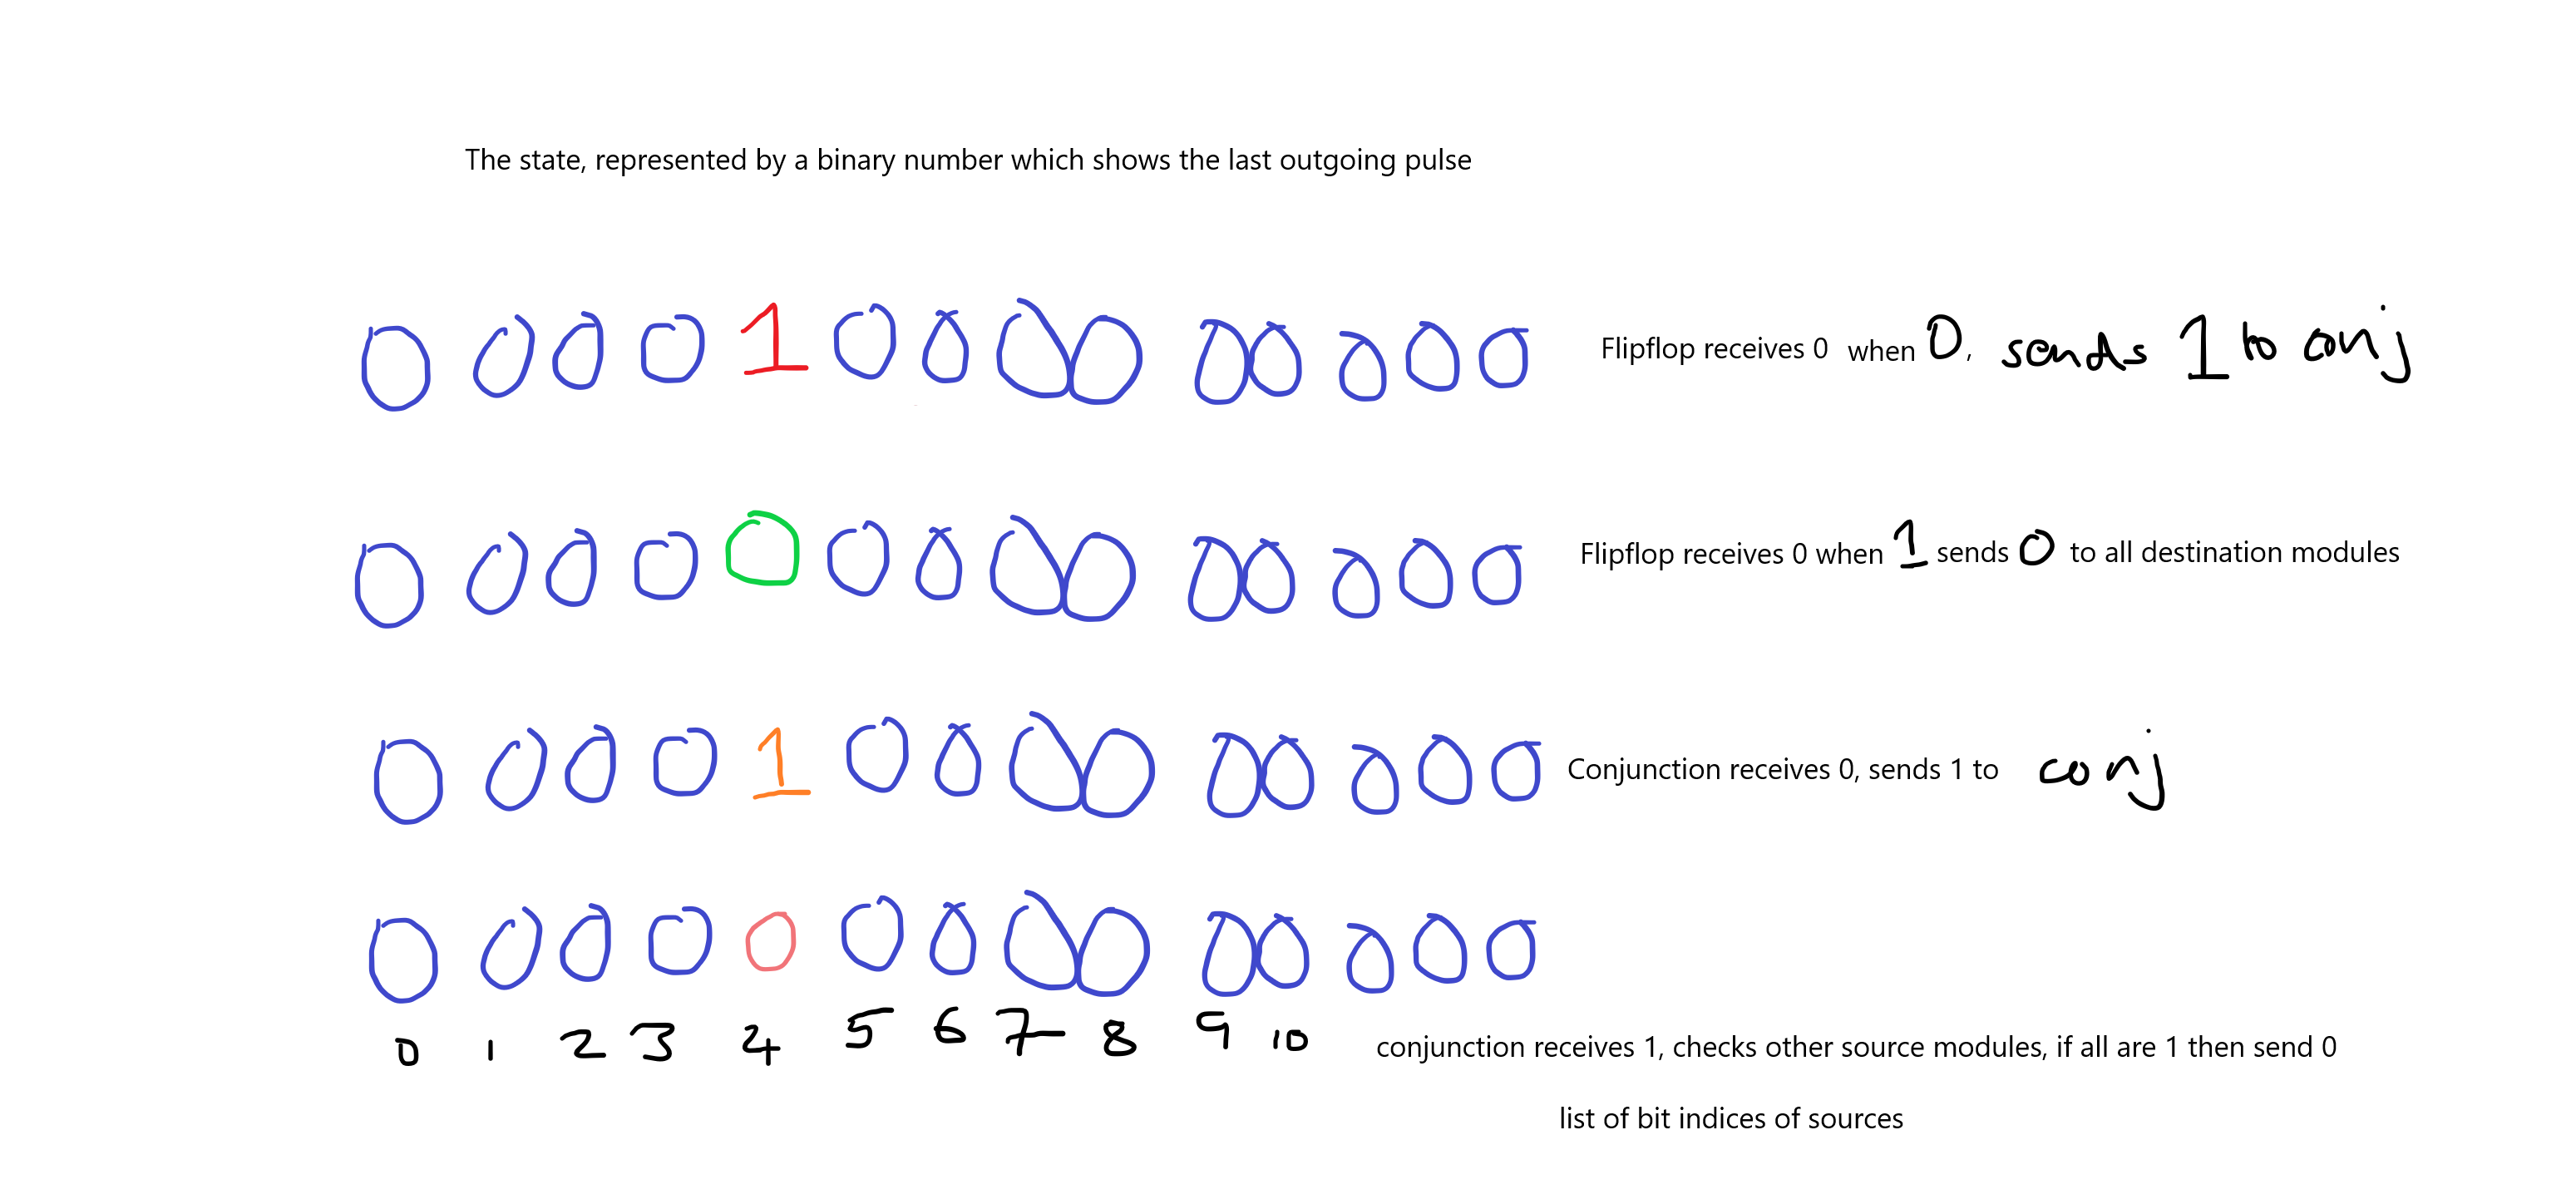 The state, represented by a binary number which shows the last outgoing pulse
0 0 0 0 1 0 0 0 0 0 0 0 0 0 Flipflop receives 0 when 0, sends 1 to conj
0 0 0 0 0 0 0 0 0 0 0 0 0 0 Flipflop receives 0 when 1 sends 0 to all destination modules
0 0 0 0 1 0 0 0 0 0 0 0 0 0 Conjunction receives 0, sends 1 to conj
0 0 0 0 0 0 0 0 0 0 0 0 0 0
0 1 2 3 4 5 6 7 8 9 10 conjunction receives 1, checks other source modules, if all are 1 then send 0
list of bit indices of sources